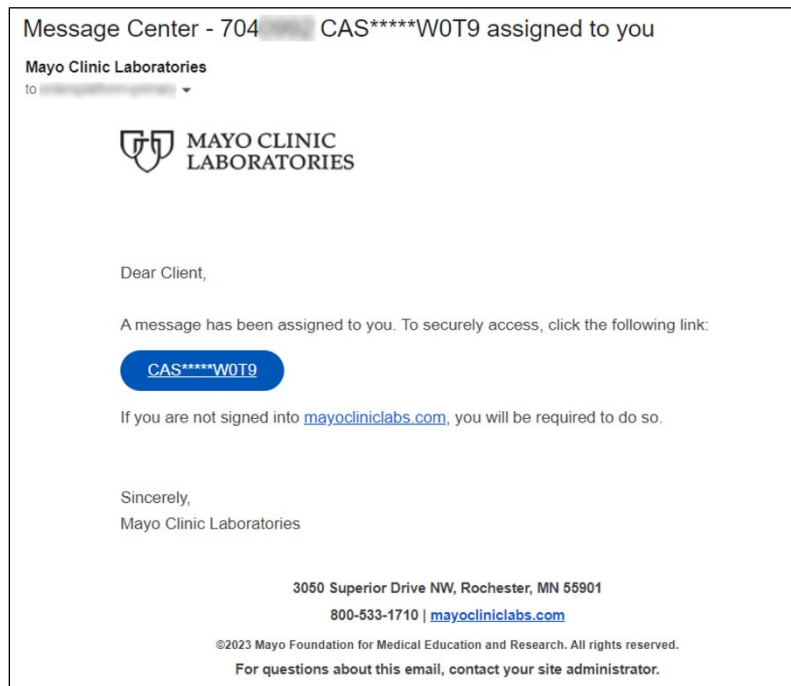 Message Center - 704 CAS*****W0T9 assigned to you
Mayo Clinic Laboratories
to
MAYO CLINIC
LABORATORIES
Dear Client,
A message has been assigned to you. To securely access, click the following link:
CAS*****W0T9
If you are not signed into mayocliniclabs.com, you will be required to do so.
Sincerely,
Mayo Clinic Laboratories
3050 Superior Drive NW, Rochester, MN 55901
800-533-1710 | mayocliniclabs.com
©2023 Mayo Foundation for Medical Education and Research. All rights reserved.
For questions about this email, contact your site administrator.